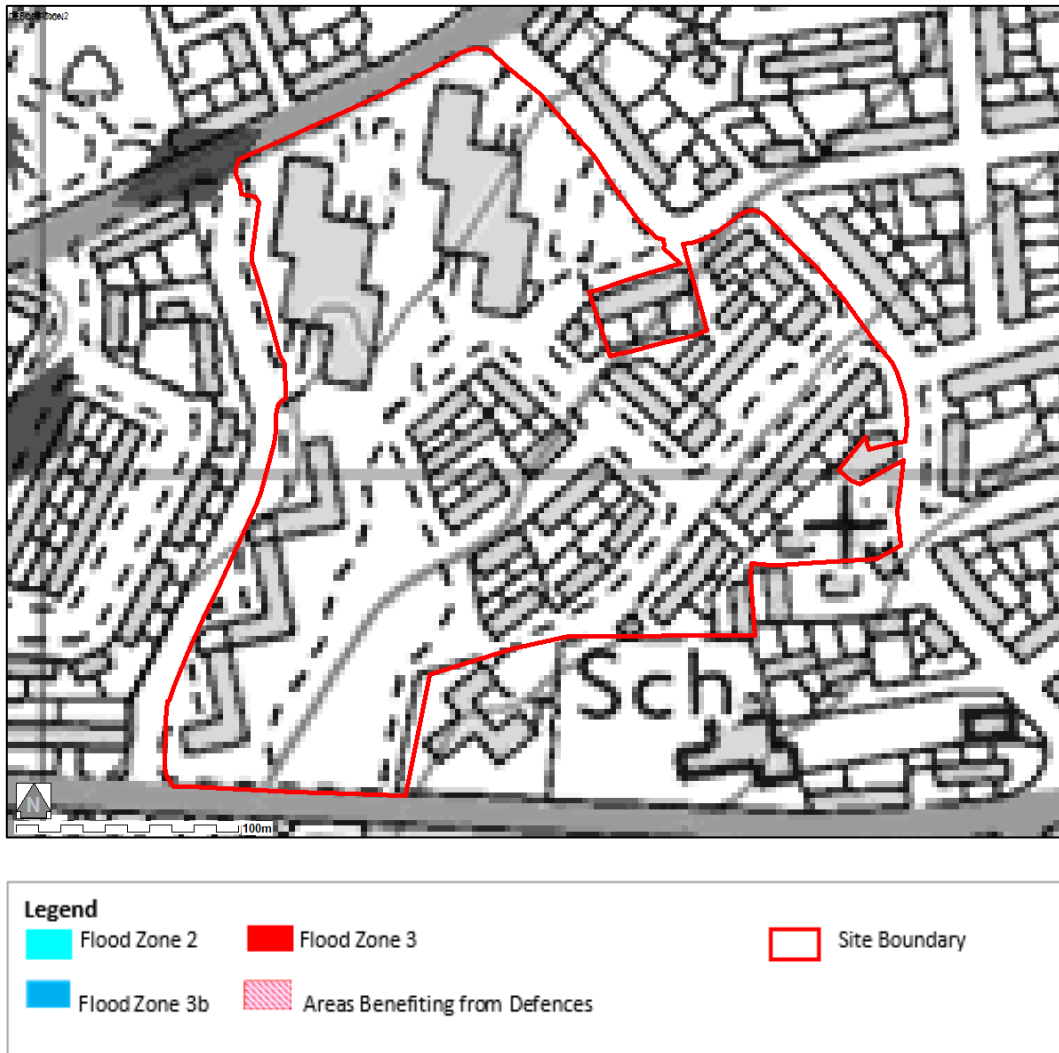 N
100m
Sch
Legend
Flood Zone 2
Flood Zone 3
Site Boundary
Flood Zone 3b
Areas Benefiting from Defences